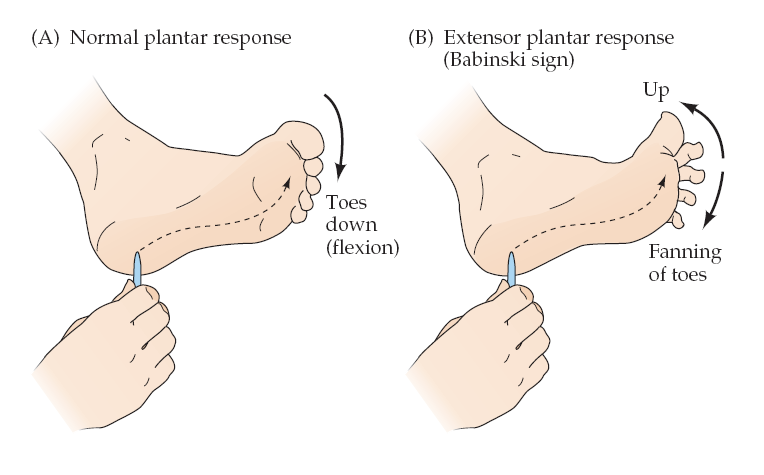 (A) Normal plantar response
(B) Extensor plantar response
(Babinski sign)
Up
Toes
down
(flexion)
Fanning
of toes